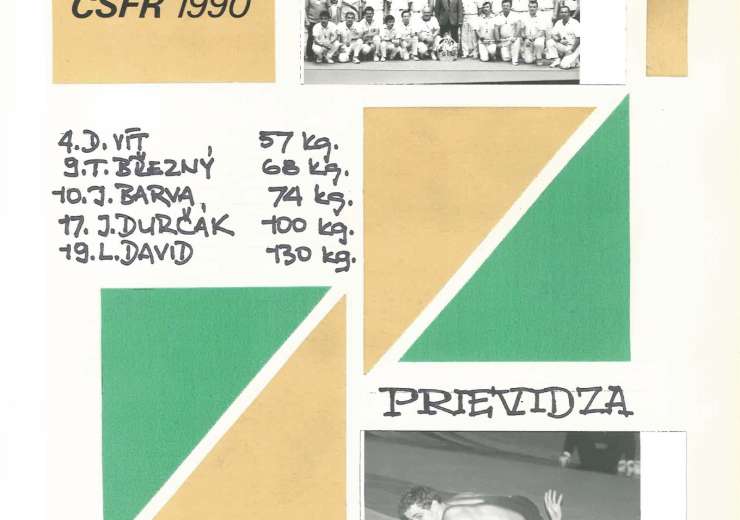 ČSFR 1990
4. D. VÍT, 57 kg.
9. T. BŘEZNÝ 68 kg.
10. J. BARVA, 74 kg.
17. J. DURČÁK 100 kg.
19. L. DAVID 130 kg.
PRIEVIDZA